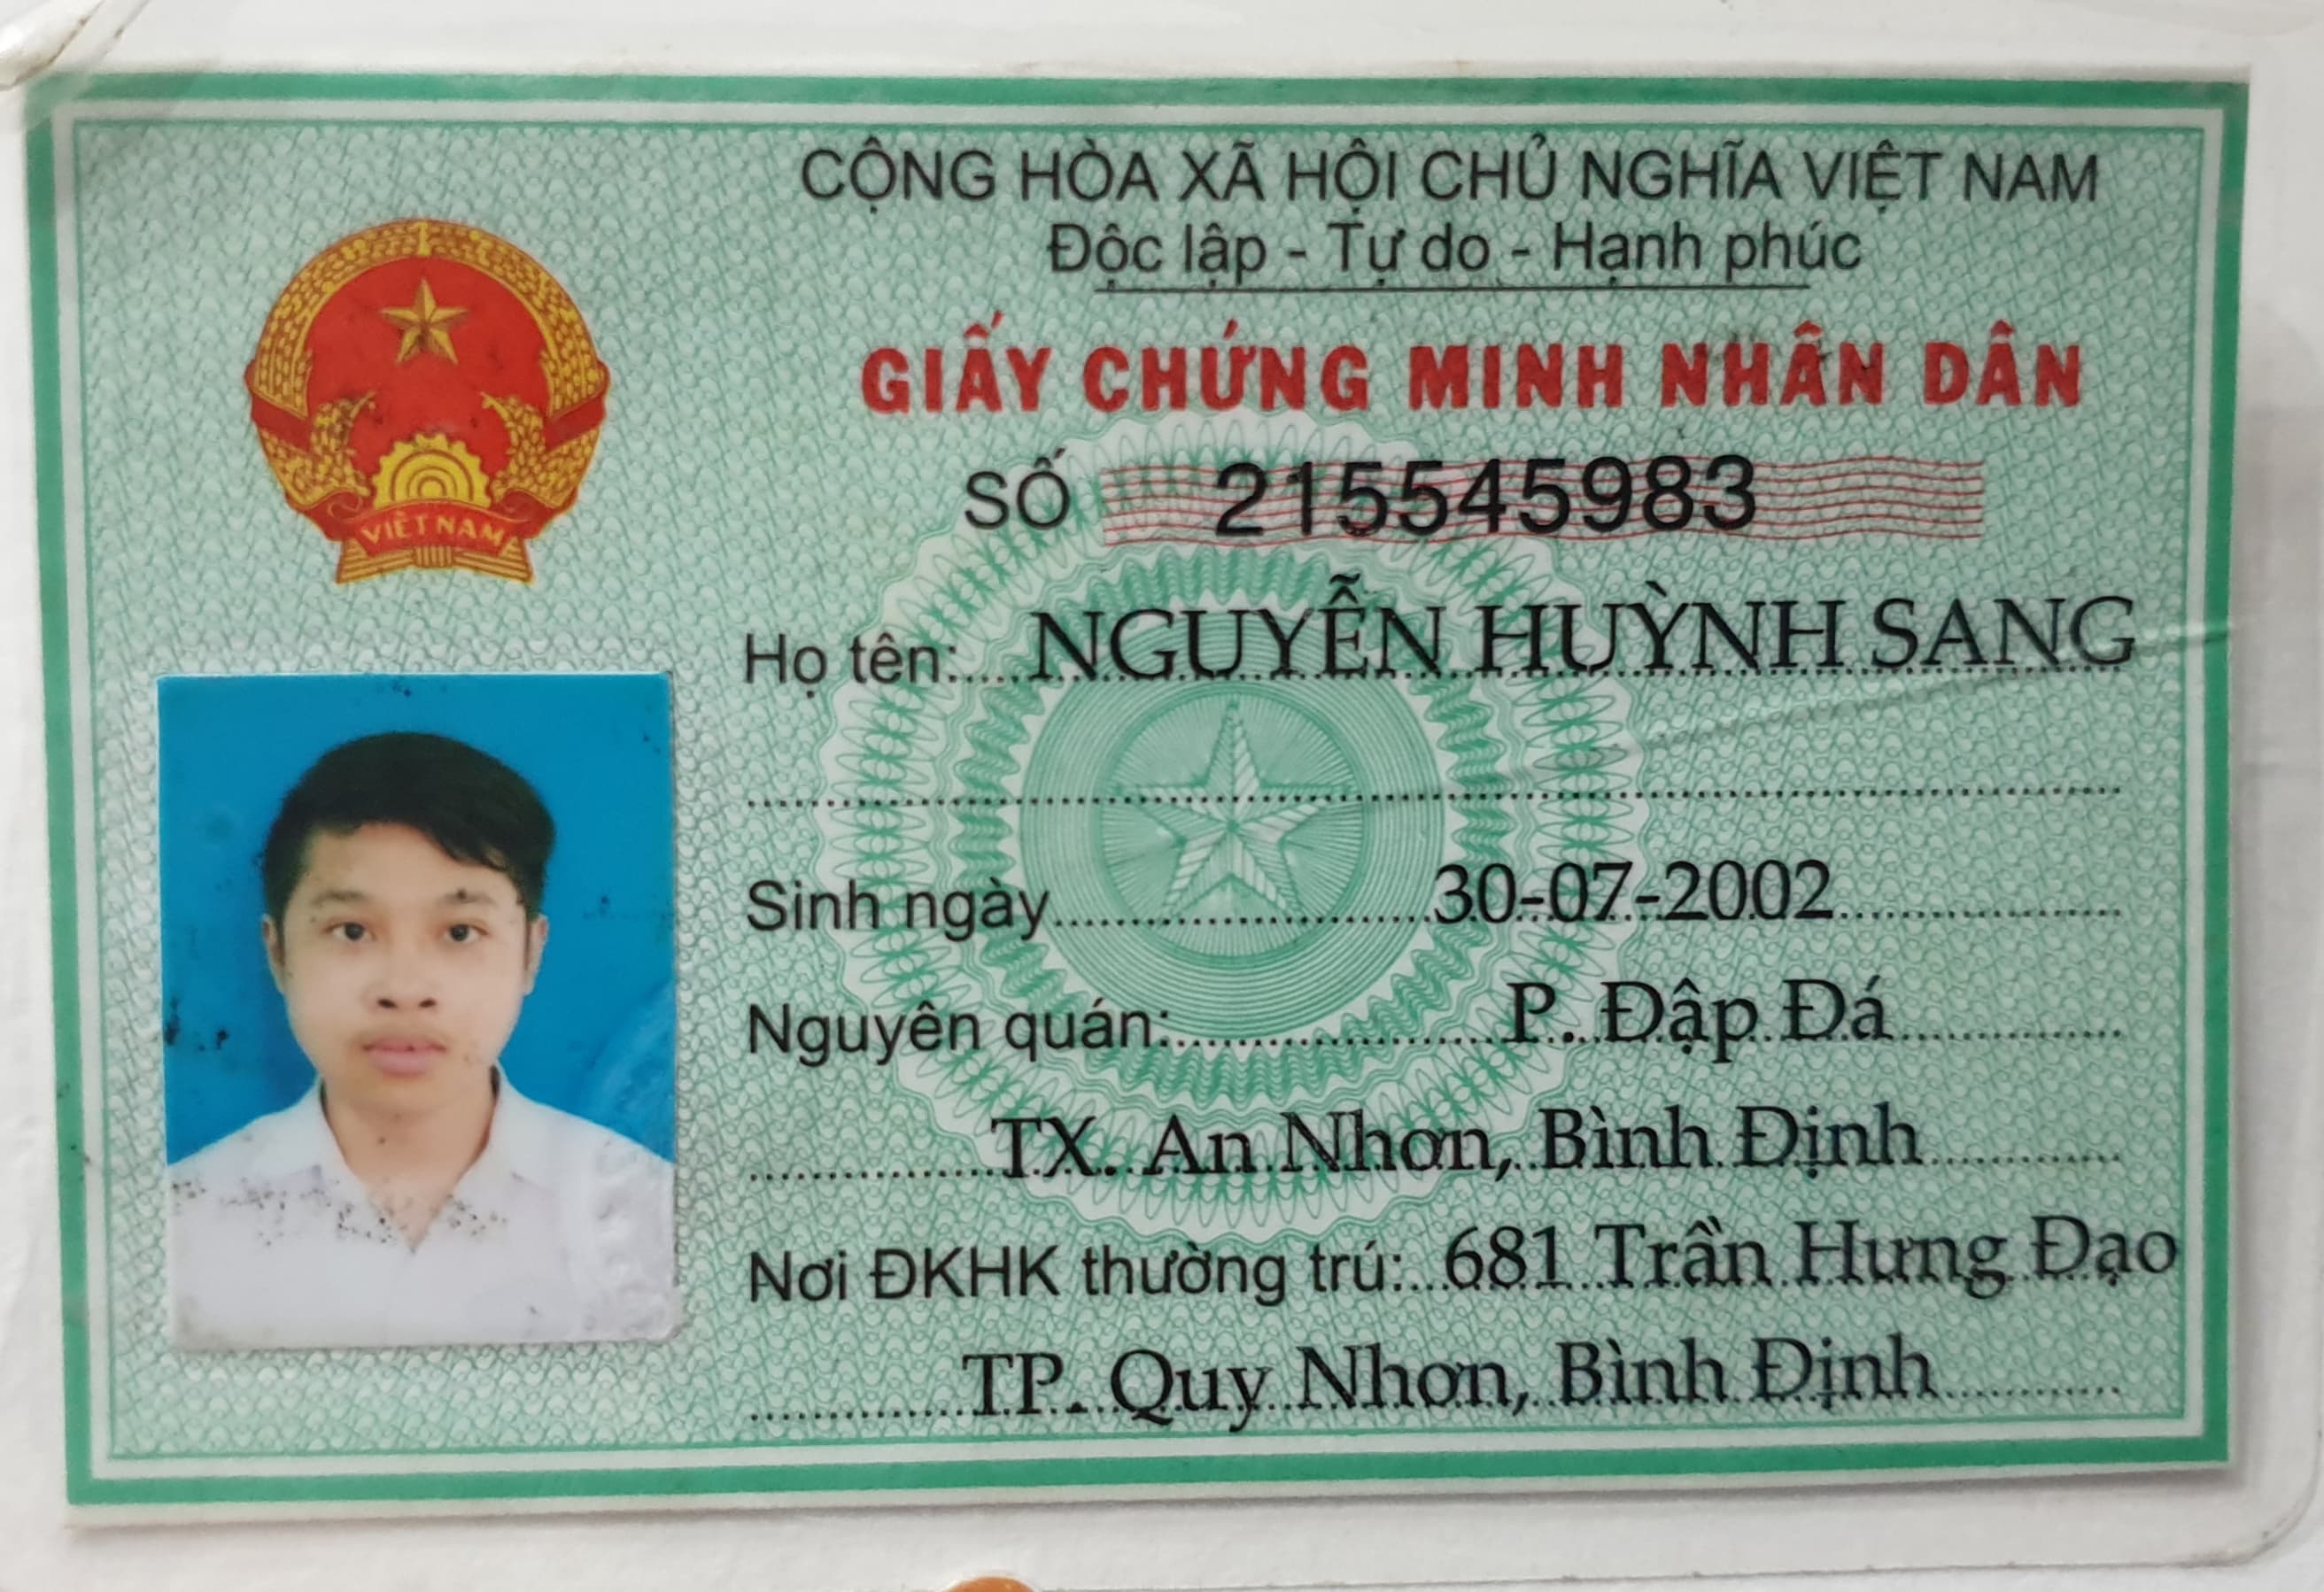 CỘNG HÒA XÃ HỘI CHỦ NGHĨA VIỆT NAM
Độc lập - Tự do - Hạnh phúc
GIẤY CHỨNG MINH NHÂN DÂN
SỐ 215545983
VIỆT NAM
Họ tên: NGUYỄN HUỲNH SANG
Sinh ngày 30-07-2002
Nguyên quán: P. Đập Đá
TX. An Nhơn, Bình Định
Nơi ĐKHK thường trú: 681 Trần Hưng Đạo
TP. Quy Nhơn, Bình Định